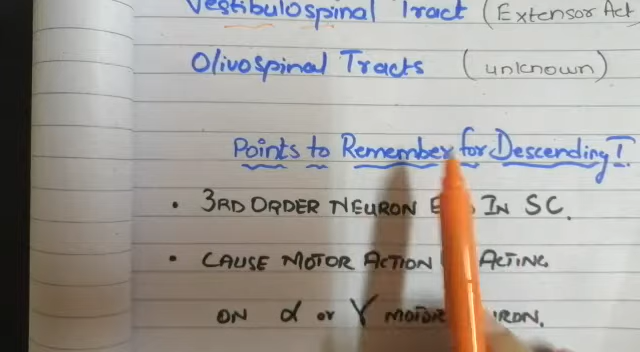 Vestibulospinal Tract (Extensor Act
Olivospinal Tracts (unknown)
Points to Remember for Descending T.
• 3RD ORDER NEURON IN SC.
• CAUSE MOTOR ACTION ACTING
ON α or γ MOTOR